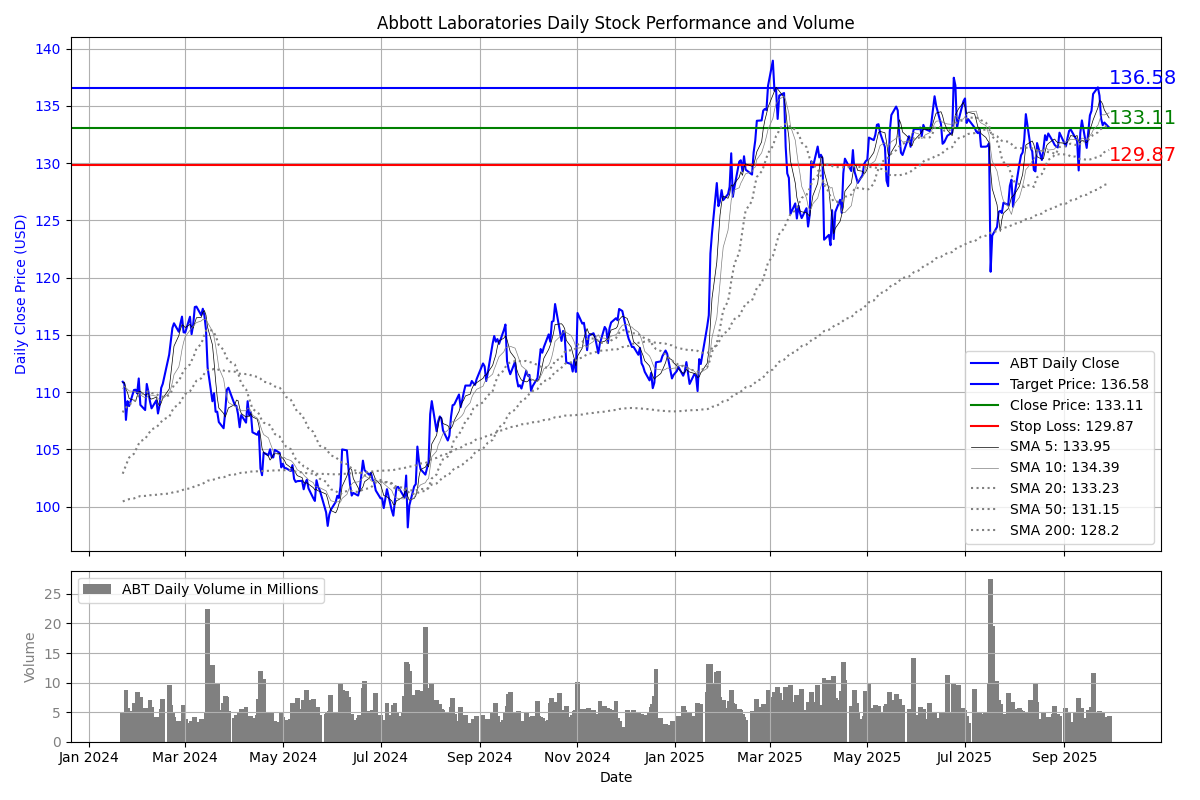 Abbott Laboratories Daily Stock Performance and Volume
140
135
130
125
120
115
110
105
100
Daily Close Price (USD)
136.58
133.11
129.87
ABT Daily Close
Target Price: 136.58
Close Price: 133.11
Stop Loss: 129.87
SMA 5: 133.95
SMA 10: 134.39
SMA 20: 133.23
SMA 50: 131.15
SMA 200: 128.2
ABT Daily Volume in Millions
25
20
15
10
5
0
Volume
Jan 2024
Mar 2024
May 2024
Jul 2024
Sep 2024
Nov 2024
Jan 2025
Mar 2025
May 2025
Jul 2025
Sep 2025
Date